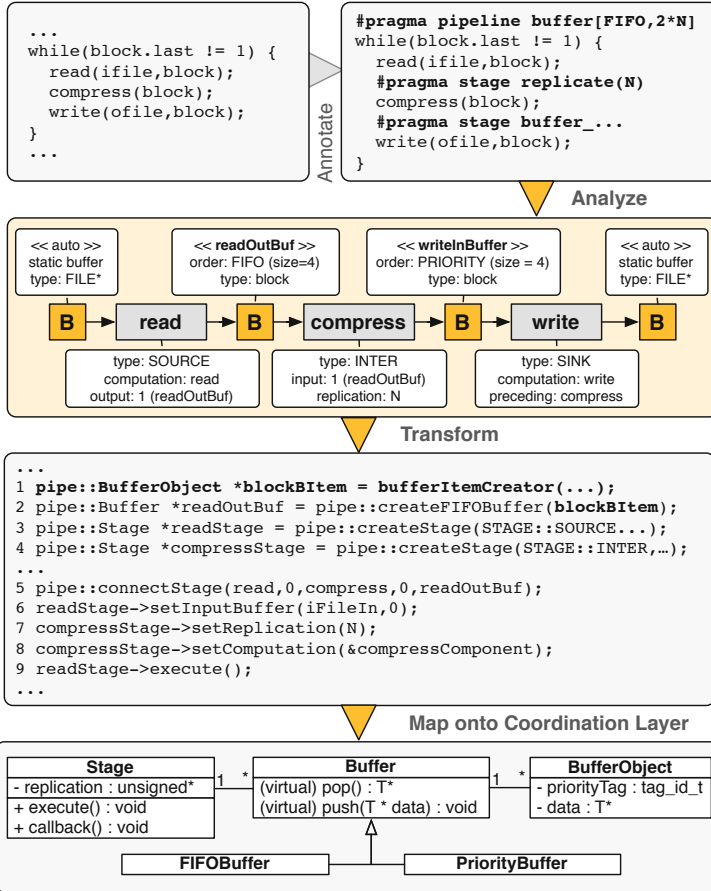 ...
while(block.last != 1) {
read(ifile,block);
compress(block);
write(ofile,block);
}
...
Annotate
#pragma pipeline buffer[FIFO,2*N]
while(block.last != 1) {
read(ifile,block);
#pragma stage replicate(N)
compress(block);
#pragma stage buffer_...
write(ofile,block);
}
Analyze
<< auto >>
static buffer
type: FILE*
<< readOutBuf >>
order: FIFO (size=4)
type: block
<< writeInBuffer >>
order: PRIORITY (size = 4)
type: block
<< auto >>
static buffer
type: FILE*
B read B compress B write B
type: SOURCE
computation: read
output: 1 (readOutBuf)
type: INTER
input: 1 (readOutBuf)
replication: N
type: SINK
computation: write
preceding: compress
Transform
...
1 pipe::BufferObject *blockBItem = bufferItemCreator(...);
2 pipe::Buffer *readOutBuf = pipe::createFIFOBuffer(blockBItem);
3 pipe::Stage *readStage = pipe::createStage(STAGE::SOURCE...);
4 pipe::Stage *compressStage = pipe::createStage(STAGE::INTER,…);
...
5 pipe::connectStage(read,0,compress,0,readOutBuf);
6 readStage->setInputBuffer(iFileIn,0);
7 compressStage->setReplication(N);
8 compressStage->setComputation(&compressComponent);
9 readStage->execute();
...
Map onto Coordination Layer
Stage
- replication : unsigned*
+ execute() : void
+ callback() : void
1 *
Buffer
(virtual) pop() : T*
(virtual) push(T * data) : void
1 *
BufferObject
- priorityTag : tag_id_t
- data : T*
FIFOBuffer
PriorityBuffer